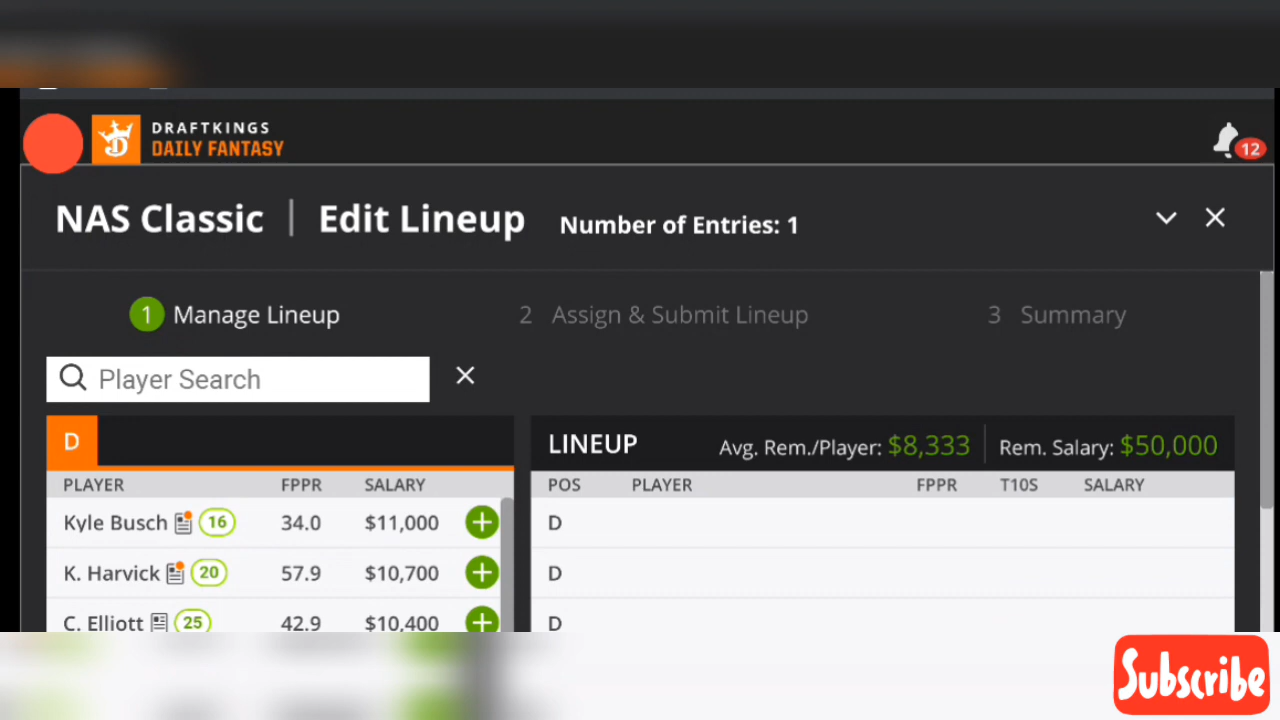 DRAFTKINGS
DAILY FANTASY
12
NAS Classic | Edit Lineup Number of Entries: 1
1 Manage Lineup 2 Assign & Submit Lineup 3 Summary
Player Search
D
LINEUP Avg. Rem./Player: $8,333 Rem. Salary: $50,000
PLAYER FPPR SALARY POS PLAYER FPPR T10S SALARY
Kyle Busch 16 34.0 $11,000 D
K. Harvick 20 57.9 $10,700 D
C. Elliott 25 42.9 $10,400 D
Subscribe